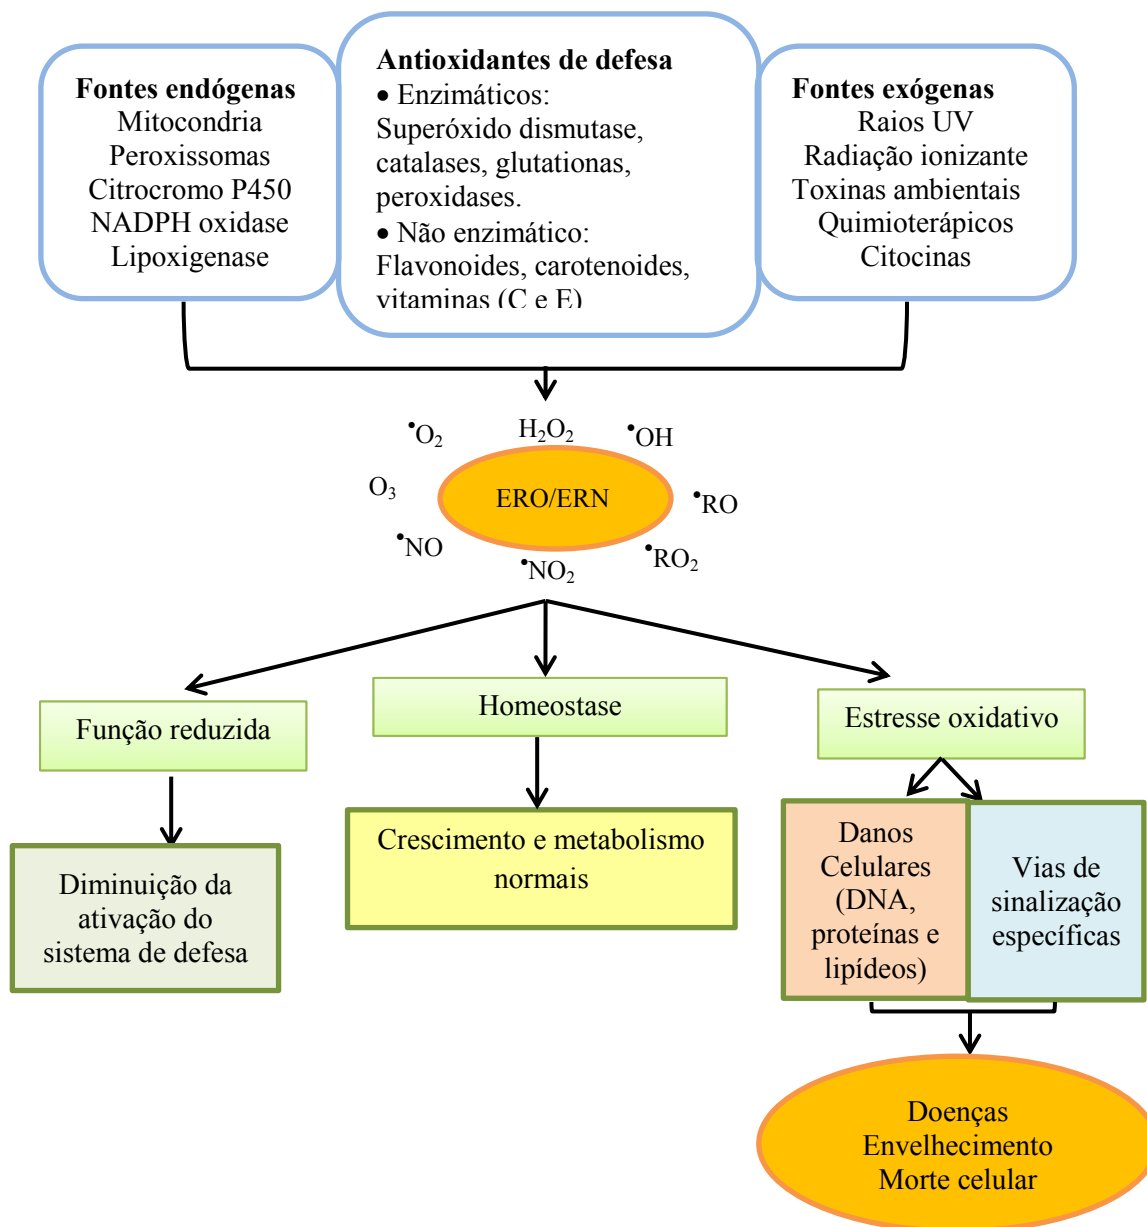 Fontes endógenas
Mitocondria
Peroxissomas
Citrocromo P450
NADPH oxidase
Lipoxigenase
Antioxidantes de defesa
• Enzimáticos:
Superóxido dismutase,
catalases, glutationas,
peroxidases.
• Não enzimático:
Flavonoides, carotenoides,
vitaminas (C e E)
Fontes exógenas
Raios UV
Radiação ionizante
Toxinas ambientais
Quimioterápicos
Citocinas
•O₂
H₂O₂
•OH
O₃
ERO/ERN
•RO
•NO
•NO₂
•RO₂
Função reduzida
Homeostase
Estresse oxidativo
Diminuição da
ativação do
sistema de defesa
Crescimento e metabolismo
normais
Danos
Celulares
(DNA,
proteínas e
lipídeos)
Vias de
sinalização
específicas
Doenças
Envelhecimento
Morte celular